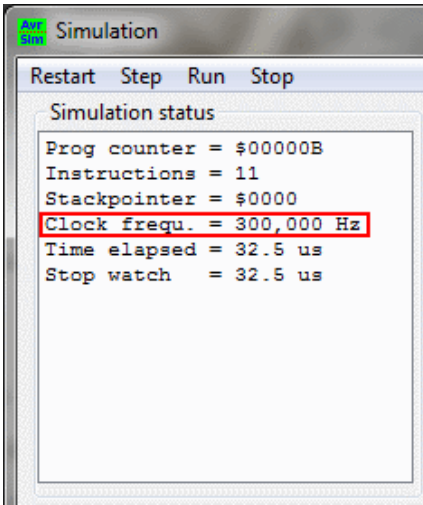 Avr
Sim Simulation
Restart Step Run Stop
Simulation status
Prog counter = $00000B
Instructions = 11
Stackpointer = $0000
Clock frequ. = 300,000 Hz
Time elapsed = 32.5 us
Stop watch   = 32.5 us